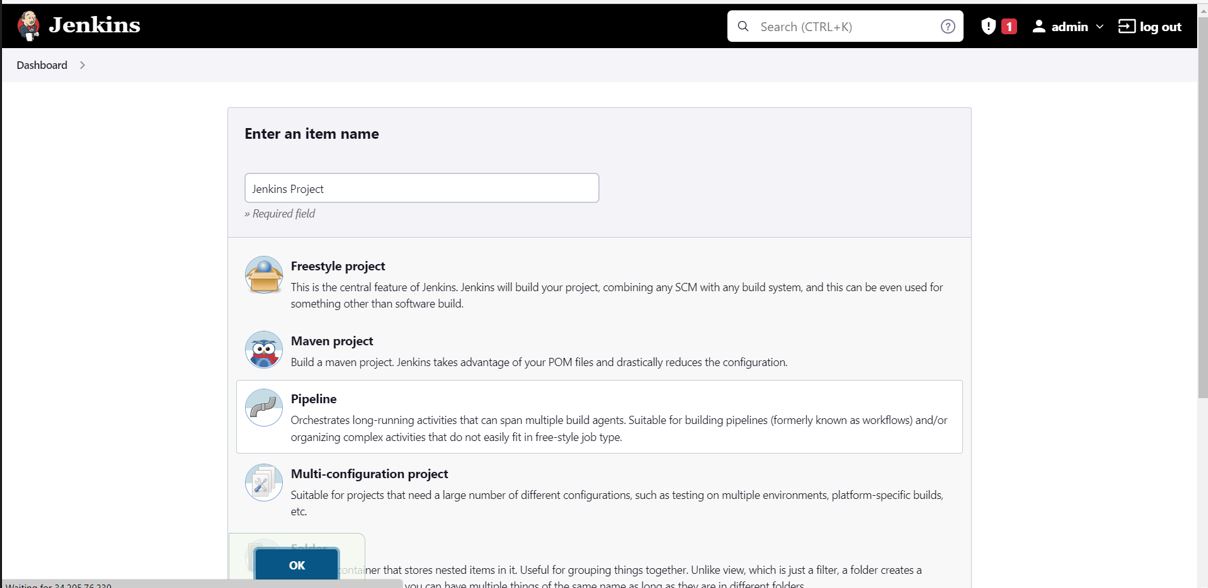 Jenkins
Search (CTRL+K)
1
admin
log out
Dashboard
Enter an item name
Jenkins Project
» Required field
Freestyle project
This is the central feature of Jenkins. Jenkins will build your project, combining any SCM with any build system, and this can be even used for
something other than software build.
Maven project
Build a maven project. Jenkins takes advantage of your POM files and drastically reduces the configuration.
Pipeline
Orchestrates long-running activities that can span multiple build agents. Suitable for building pipelines (formerly known as workflows) and/or
organizing complex activities that do not easily fit in free-style job type.
Multi-configuration project
Suitable for projects that need a large number of different configurations, such as testing on multiple environments, platform-specific builds,
etc.
Folder
OK
container that stores nested items in it. Useful for grouping things together. Unlike view, which is just a filter, a folder creates a
you can have multiple things of the same name as long as they are in different folders.
Waiting for 34.205.76.230